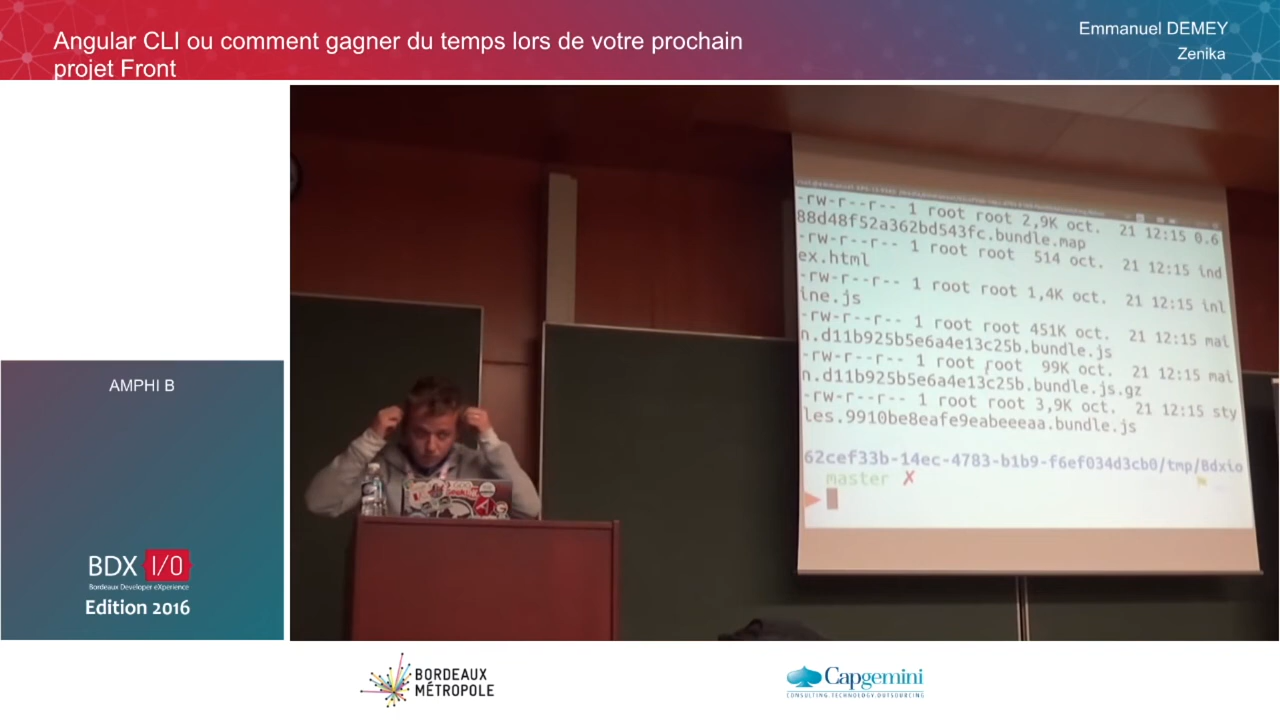 Angular CLI ou comment gagner du temps lors de votre prochain
projet Front
Emmanuel DEMEY
Zenika
-rw-r--r-- 1 root root 2,9K oct. 21 12:15 0.6
88d48f52a362bd543fc.bundle.map
-rw-r--r-- 1 root root 514 oct. 21 12:15 ind
ex.html
-rw-r--r-- 1 root root 1,4K oct. 21 12:15 inl
ine.js
-rw-r--r-- 1 root root 451K oct. 21 12:15 mai
n.d11b925b5e6a4e13c25b.bundle.js
-rw-r--r-- 1 root root 99K oct. 21 12:15 mai
n.d11b925b5e6a4e13c25b.bundle.js.gz
-rw-r--r-- 1 root root 3,9K oct. 21 12:15 sty
les.9910be8eafe9eabeeeaa.bundle.js
62cef33b-14ec-4783-b1b9-f6ef034d3cb0/tmp/Bdxio
master ✗
AMPHI B
BDX I/O
Bordeaux Developer eXperience
Edition 2016
BORDEAUX
MÉTROPOLE
Capgemini
CONSULTING.TECHNOLOGY.OUTSOURCING